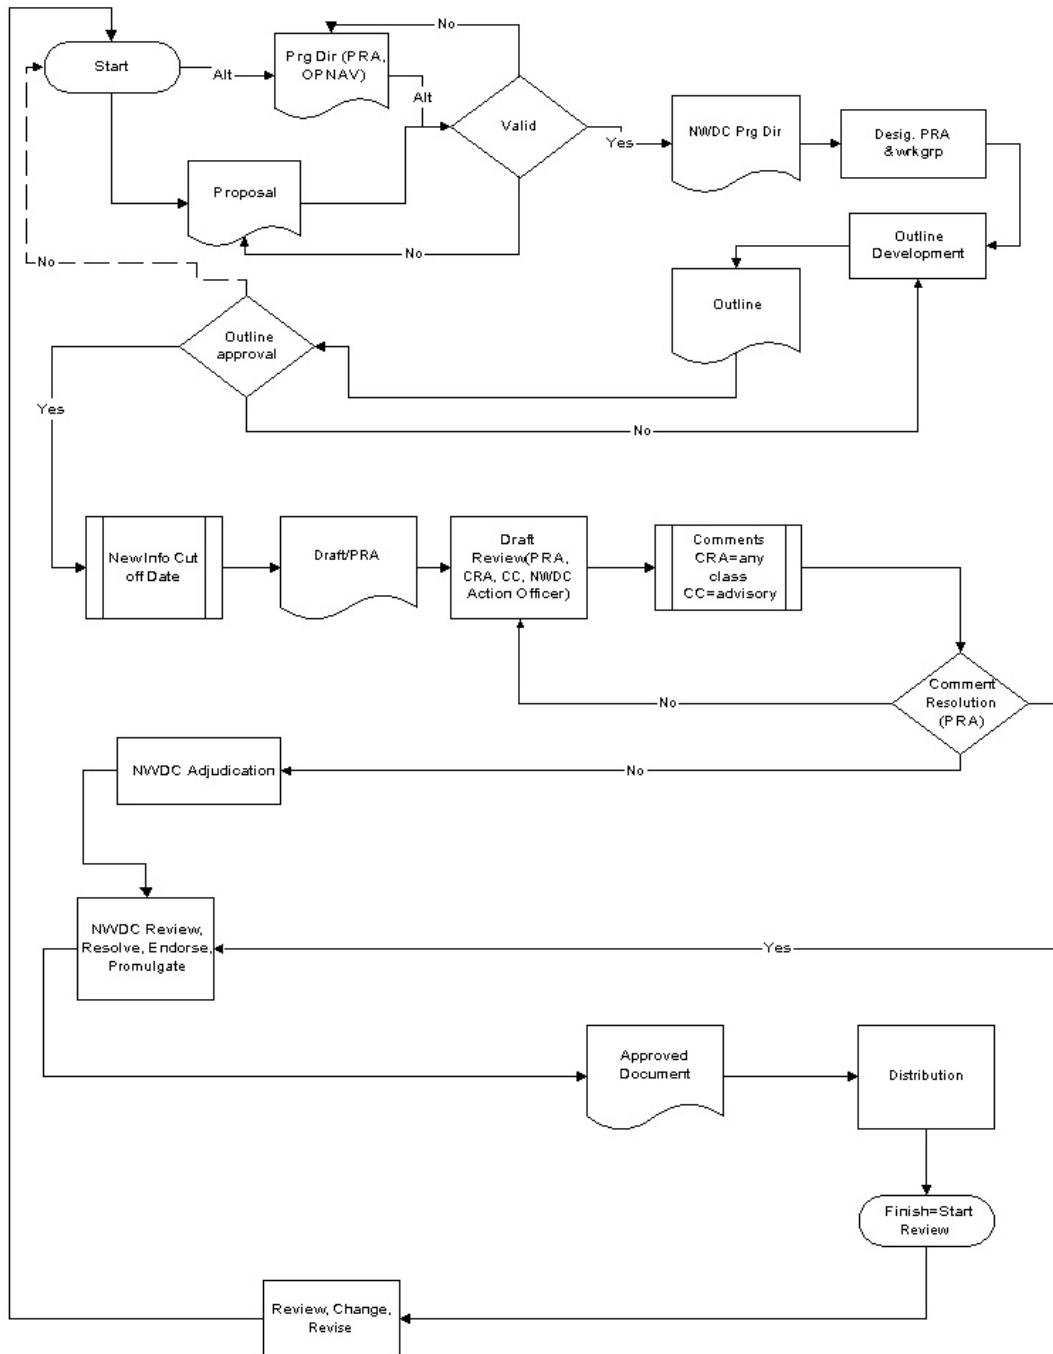 No
Start
Alt
Prg Dir (PRA,
OPNAV)
Alt
Valid
Yes
NWDC Prg Dir
Desig. PRA
&wrkgrp
Proposal
No
Outline
Development
No
Outline
Outline
approval
Yes
No
New Info Cut
off Date
Draft/PRA
Draft
Review(PRA,
CRA, CC, NWDC
Action Officer)
Comments
CRA=any
class
CC=advisory
Comment
Resolution
(PRA)
No
NWDC Adjudication
No
NWDC Review,
Resolve, Endorse,
Promulgate
Yes
Approved
Document
Distribution
Finish=Start
Review
Review, Change,
Revise